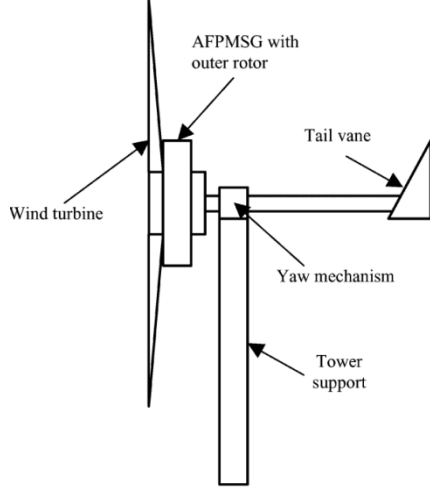 AFPMSG with
outer rotor
Tail vane
Wind turbine
Yaw mechanism
Tower
support